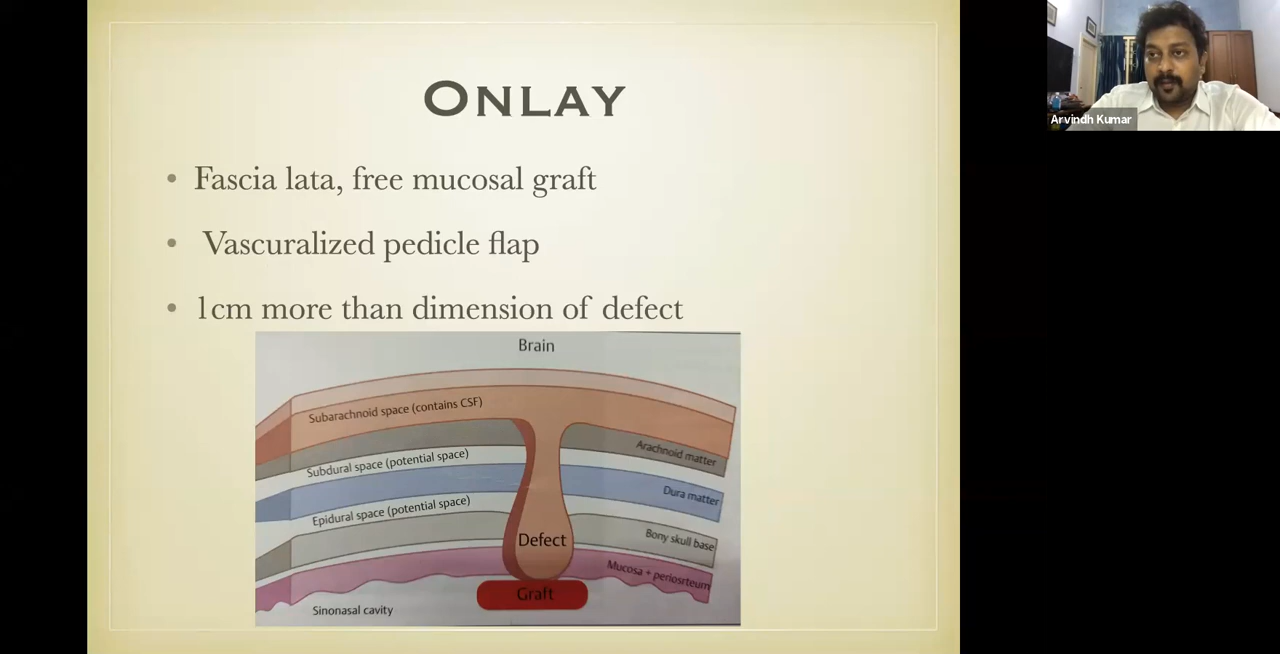 ONLAY
Arvindh Kumar
• Fascia lata, free mucosal graft
• Vascuralized pedicle flap
• 1cm more than dimension of defect
Brain
Subarachnoid space (contains CSF)
Arachnoid matter
Subdural space (potential space)
Dura matter
Epidural space (potential space)
Bony skull base
Defect
Mucosa + periosrteum
Graft
Sinonasal cavity